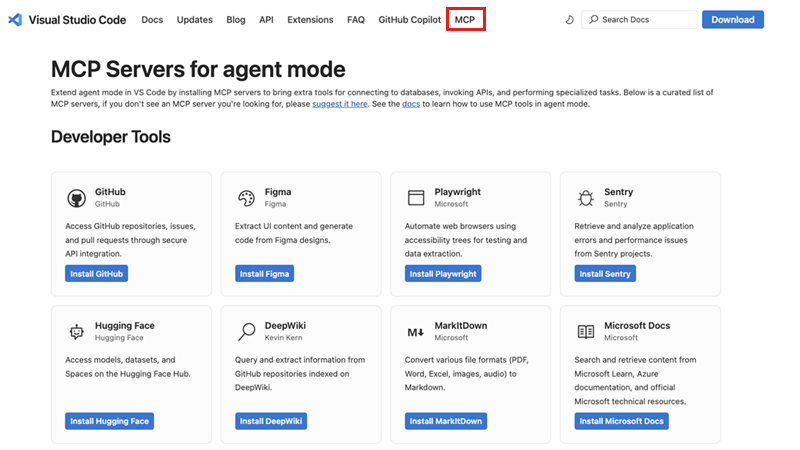 Visual Studio Code Docs Updates Blog API Extensions FAQ GitHub Copilot MCP Search Docs Download
MCP Servers for agent mode
Extend agent mode in VS Code by installing MCP servers to bring extra tools for connecting to databases, invoking APIs, and performing specialized tasks. Below is a curated list of
MCP servers, if you don't see an MCP server you're looking for, please suggest it here. See the docs to learn how to use MCP tools in agent mode.
Developer Tools
GitHub
GitHub
Access GitHub repositories, issues,
and pull requests through secure
API integration.
Install GitHub
Figma
Figma
Extract UI content and generate
code from Figma designs.
Install Figma
Playwright
Microsoft
Automate web browsers using
accessibility trees for testing and
data extraction.
Install Playwright
Sentry
Sentry
Retrieve and analyze application
errors and performance issues
from Sentry projects.
Install Sentry
Hugging Face
Hugging Face
Access models, datasets, and
Spaces on the Hugging Face Hub.
Install Hugging Face
DeepWiki
Kevin Kern
Query and extract information from
GitHub repositories indexed on
DeepWiki.
Install DeepWiki
M↓
MarkItDown
Microsoft
Convert various file formats (PDF,
Word, Excel, images, audio) to
Markdown.
Install MarkItDown
Microsoft Docs
Microsoft
Search and retrieve content from
Microsoft Learn, Azure
documentation, and official
Microsoft technical resources.
Install Microsoft Docs